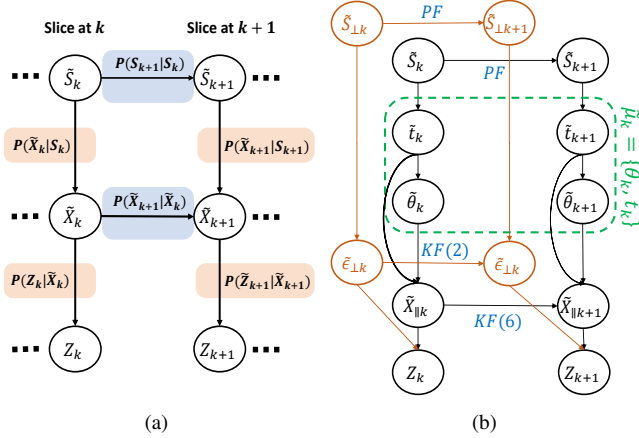 Slice at k
Slice at k + 1
S̃ₖ
P(Sₖ₊₁|Sₖ)
S̃ₖ₊₁
P(X̃ₖ|Sₖ)
P(X̃ₖ₊₁|Sₖ₊₁)
X̃ₖ
P(X̃ₖ₊₁|X̃ₖ)
X̃ₖ₊₁
P(Zₖ|X̃ₖ)
P(Z̃ₖ₊₁|X̃ₖ₊₁)
Zₖ
Zₖ₊₁
(a)
S̃⊥ₖ
PF
S̃⊥ₖ₊₁
S̃ₖ
PF
S̃ₖ₊₁
t̃ₖ
t̃ₖ₊₁
μ̃ₖ = {θₖ, tₖ}
θ̃ₖ
θ̃ₖ₊₁
ϵ̃⊥ₖ
KF(2)
ϵ̃⊥ₖ
X̃∥ₖ
KF(6)
X̃∥ₖ₊₁
Zₖ
Zₖ₊₁
(b)